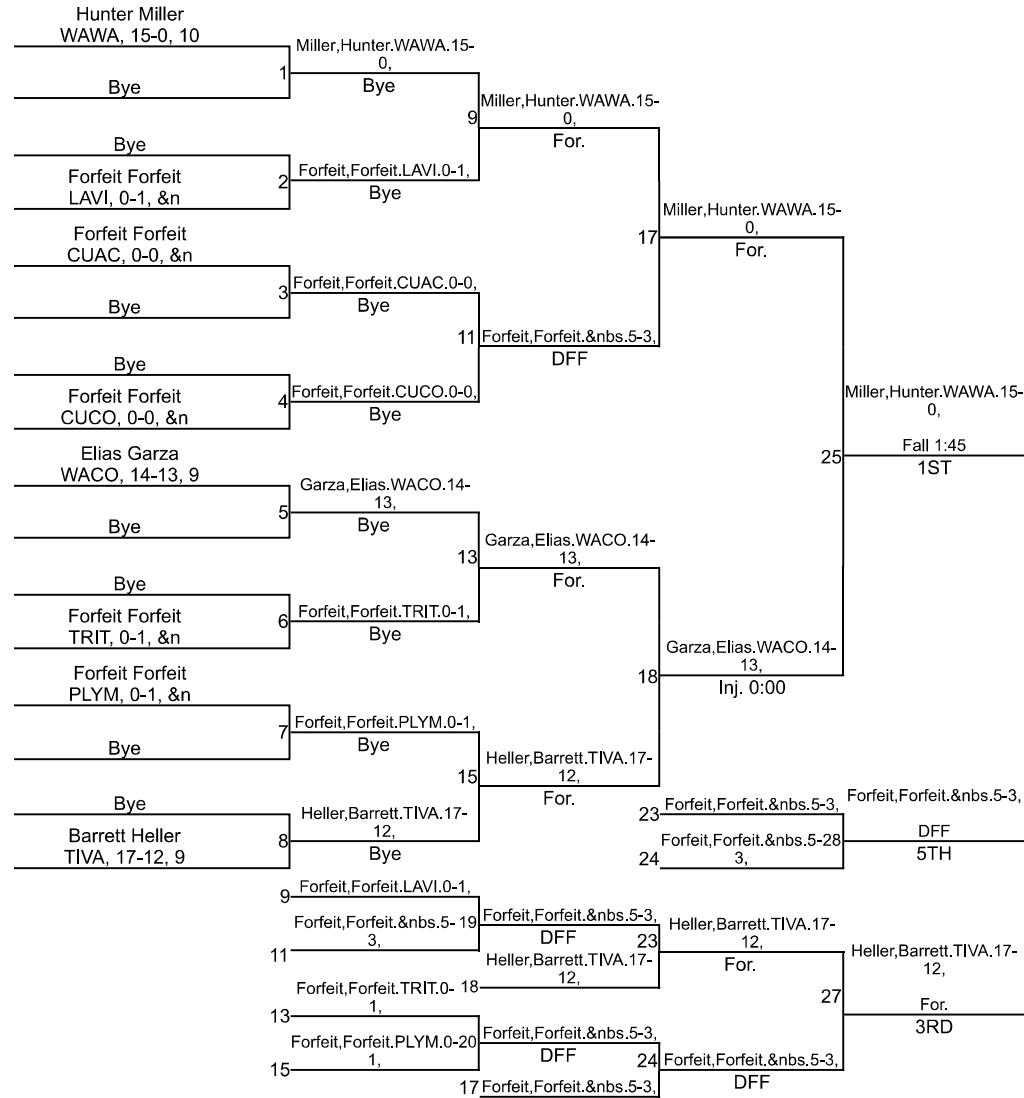 Hunter Miller
WAWA, 15-0, 10
1
Bye
Miller,Hunter.WAWA.15-
0,
Bye
9
Bye
Forfeit Forfeit
LAVI, 0-1, &n
2
Forfeit,Forfeit.LAVI.0-1,
Bye
Miller,Hunter.WAWA.15-
0,
For.
17
Forfeit Forfeit
CUAC, 0-0, &n
3
Bye
Forfeit,Forfeit.CUAC.0-0,
Bye
11
Forfeit,Forfeit.&nbs.5-3,
DFF
Bye
Forfeit Forfeit
CUCO, 0-0, &n
4
Forfeit,Forfeit.CUCO.0-0,
Bye
Miller,Hunter.WAWA.15-
0,
For.
25
Miller,Hunter.WAWA.15-
0,
Fall 1:45
1ST
Elias Garza
WACO, 14-13, 9
5
Bye
Garza,Elias.WACO.14-
13,
Bye
13
Garza,Elias.WACO.14-
13,
For.
Bye
Forfeit Forfeit
TRIT, 0-1, &n
6
Forfeit,Forfeit.TRIT.0-1,
Bye
18
Garza,Elias.WACO.14-
13,
Inj. 0:00
Forfeit Forfeit
PLYM, 0-1, &n
7
Bye
Forfeit,Forfeit.PLYM.0-1,
Bye
15
Heller,Barrett.TIVA.17-
12,
For.
Bye
Barrett Heller
TIVA, 17-12, 9
8
Heller,Barrett.TIVA.17-
12,
Bye
23 Forfeit,Forfeit.&nbs.5-3,
24 Forfeit,Forfeit.&nbs.5-28
3,
Forfeit,Forfeit.&nbs.5-3,
DFF
5TH
9 Forfeit,Forfeit.LAVI.0-1,
11 Forfeit,Forfeit.&nbs.5- 19
3,
Forfeit,Forfeit.&nbs.5-3,
DFF
23
18 Heller,Barrett.TIVA.17-
12,
Heller,Barrett.TIVA.17-
12,
For.
27
Heller,Barrett.TIVA.17-
12,
For.
3RD
13 Forfeit,Forfeit.TRIT.0-
1,
15 Forfeit,Forfeit.PLYM.0-20
1,
Forfeit,Forfeit.&nbs.5-3,
DFF
24
17 Forfeit,Forfeit.&nbs.5-3,
Forfeit,Forfeit.&nbs.5-3,
DFF